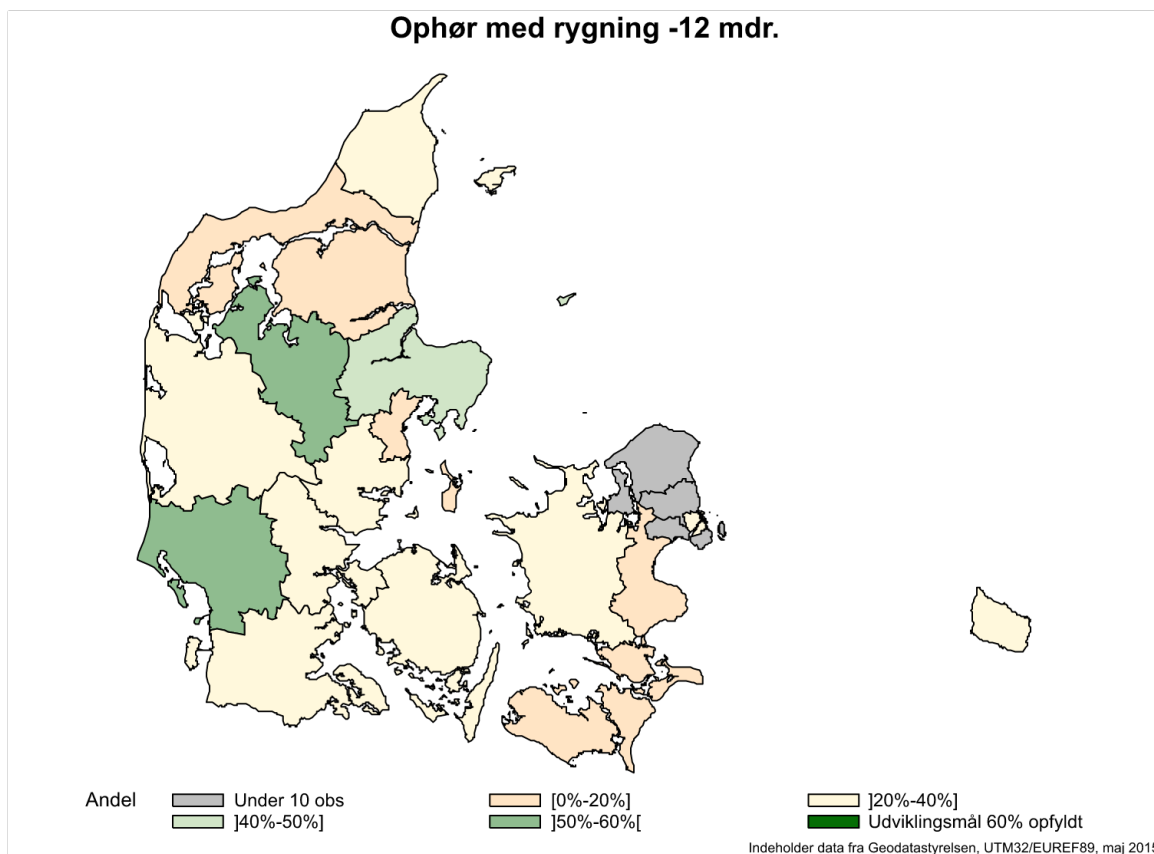 Ophør med rygning -12 mdr.
Andel
Under 10 obs
[0%-20%]
]20%-40%]
]40%-50%]
]50%-60%[
Udviklingsmål 60% opfyldt
Indeholder data fra Geodatastyrelsen, UTM32/EUREF89, maj 2015